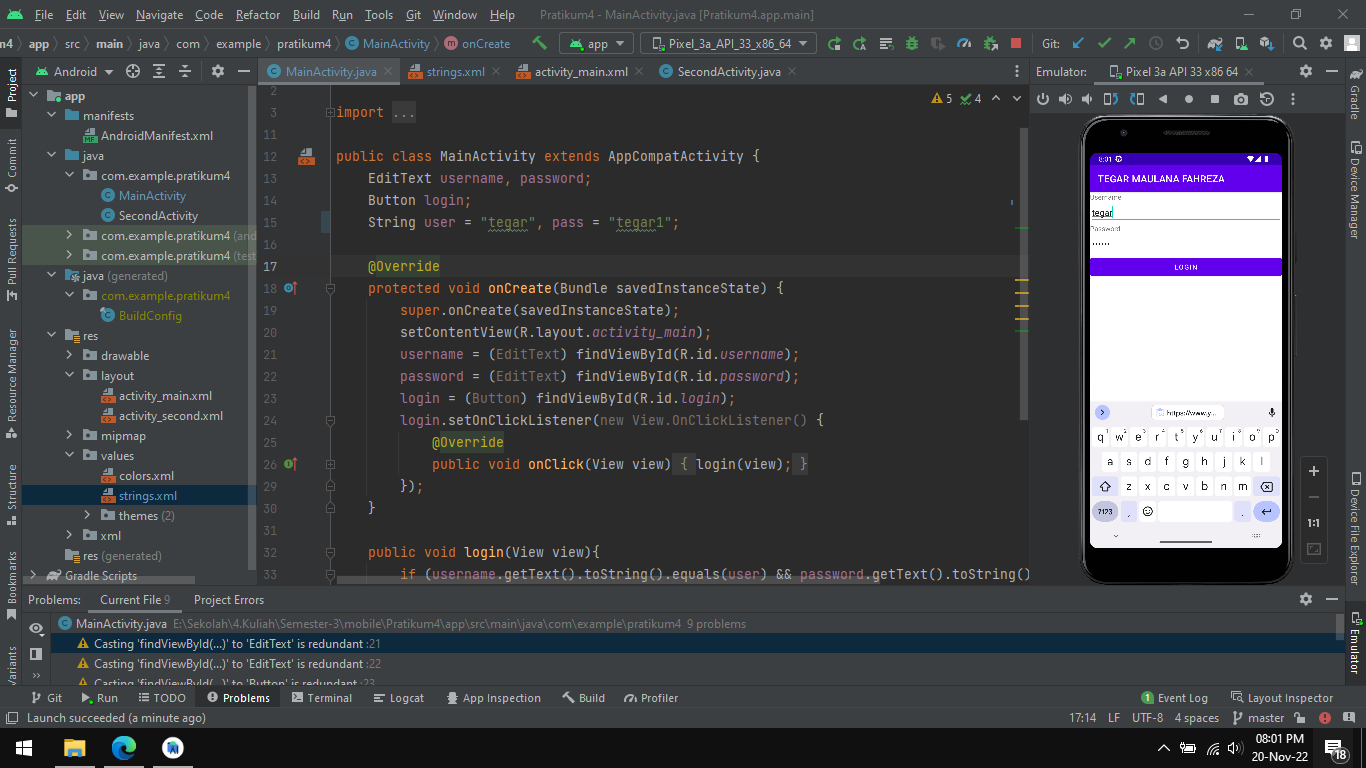 File Edit View Navigate Code Refactor Build Run Tools Git Window Help Pratikum4 - MainActivity.java [Pratikum4.app.main]
m4 app src main java com example pratikum4 MainActivity onCreate app Pixel_3a_API_33_x86_64 Git:
Project
Commit
Pull Requests
Resource Manager
Structure
Bookmarks
Variants
Android
app
manifests
AndroidManifest.xml
java
com.example.pratikum4
MainActivity
SecondActivity
com.example.pratikum4 (and
com.example.pratikum4 (test
java (generated)
com.example.pratikum4
BuildConfig
res
drawable
layout
activity_main.xml
activity_second.xml
mipmap
values
colors.xml
strings.xml
themes (2)
xml
res (generated)
Gradle Scripts
MainActivity.java strings.xml activity_main.xml SecondActivity.java
5 4
2
3 import ...
11
12 public class MainActivity extends AppCompatActivity {
13 EditText username, password;
14 Button login;
15 String user = "tegar", pass = "tegar1";
16
17 @Override
18 protected void onCreate(Bundle savedInstanceState) {
19 super.onCreate(savedInstanceState);
20 setContentView(R.layout.activity_main);
21 username = (EditText) findViewById(R.id.username);
22 password = (EditText) findViewById(R.id.password);
23 login = (Button) findViewById(R.id.login);
24 login.setOnClickListener(new View.OnClickListener() {
25 @Override
26 public void onClick(View view) { login(view); }
29 });
30 }
31
32 public void login(View view){
33 if (username.getText().toString().equals(user) && password.getText().toString()
Emulator: Pixel 3a API 33 x86 64
8:01
TEGAR MAULANA FAHREZA
Username
tegar
Password
••••••
LOGIN
https://www.y...
1 2 3 4 5 6 7 8 9 0
q w e r t y u i o p
a s d f g h j k l
z x c v b n m
?123 , .
1:1
Gradle
Device Manager
Device File Explorer
Emulator
Problems: Current File 9 Project Errors
MainActivity.java E:\Sekolah\4.Kuliah\Semester-3\mobile\Pratikum4\app\src\main\java\com\example\pratikum4 9 problems
Casting 'findViewById(...)' to 'EditText' is redundant :21
Casting 'findViewById(...)' to 'EditText' is redundant :22
Casting 'findViewById(...)' to 'Button' is redundant :23
Git Run TODO Problems Terminal Logcat App Inspection Build Profiler 1 Event Log Layout Inspector
Launch succeeded (a minute ago) 17:14 LF UTF-8 4 spaces master
08:01 PM
20-Nov-22
18